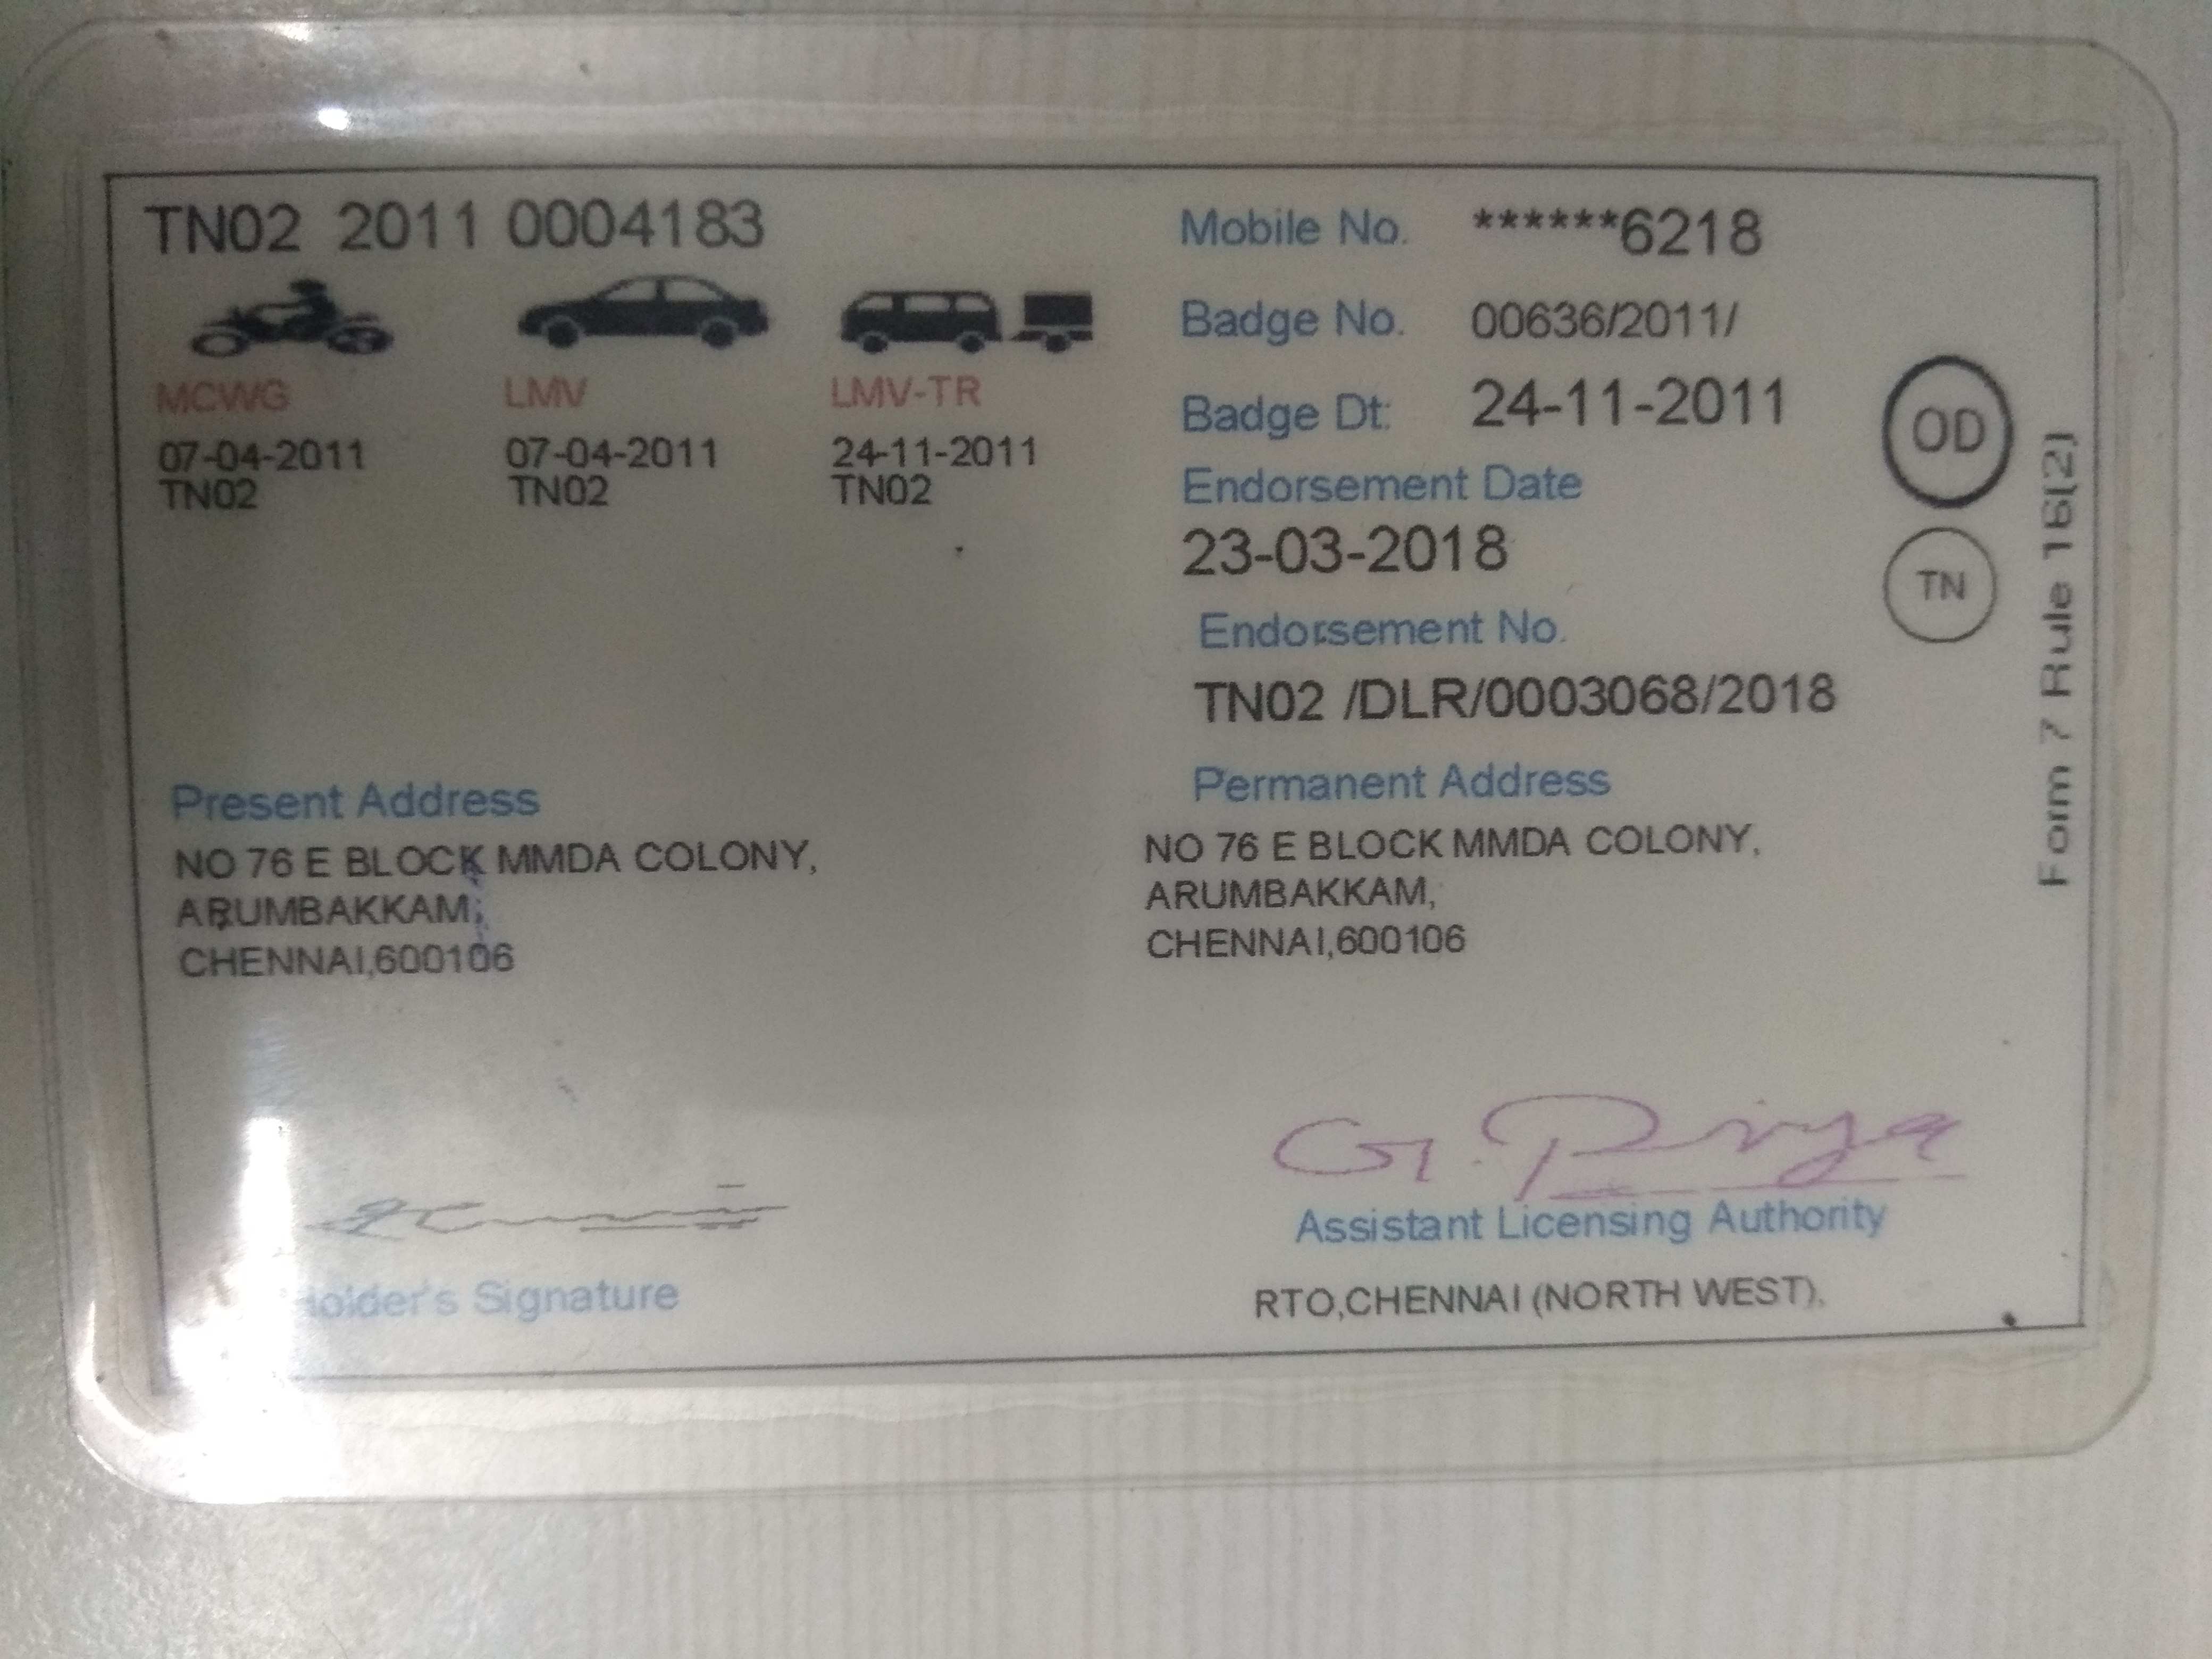 TN02 2011 0004183
MCWG LMV LMV-TR
07-04-2011 07-04-2011 24-11-2011
TN02 TN02 TN02
Mobile No. ******6218
Badge No. 00636/2011/
Badge Dt: 24-11-2011
Endorsement Date
23-03-2018
Endorsement No.
TN02 /DLR/0003068/2018
OD
TN
Form 7 Rule 16(2)
Present Address
NO 76 E BLOCK MMDA COLONY,
ARUMBAKKAM,
CHENNAI,600106
Permanent Address
NO 76 E BLOCK MMDA COLONY,
ARUMBAKKAM,
CHENNAI,600106
Holder's Signature
G. Priya
Assistant Licensing Authority
RTO,CHENNAI (NORTH WEST),